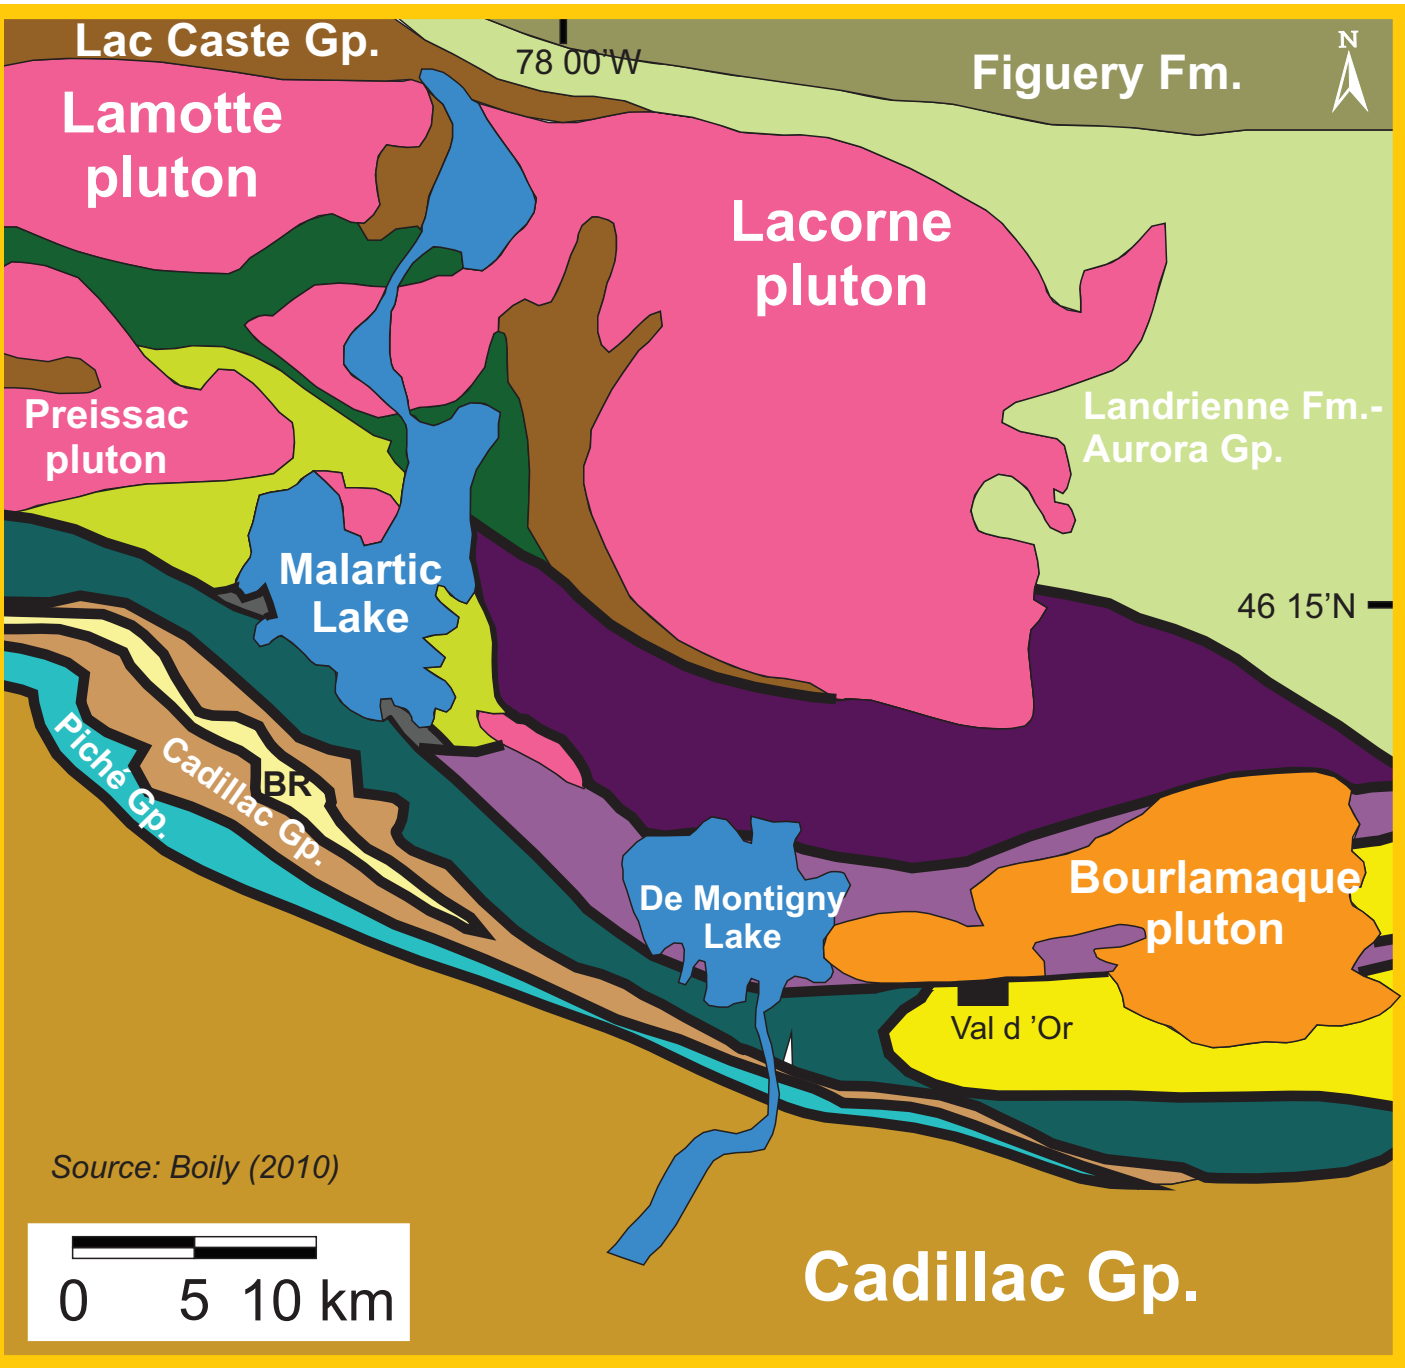 Lac Caste Gp.
78 00’W
Figuery Fm.
N
Lamotte
pluton
Lacorne
pluton
Preissac
pluton
Landrienne Fm.-
Aurora Gp.
Malartic
Lake
46 15’N
Piché Gp.
Cadillac Gp.
BR
De Montigny
Lake
Bourlamaque
pluton
Val d ’Or
Source: Boily (2010)
0 5 10 km
Cadillac Gp.